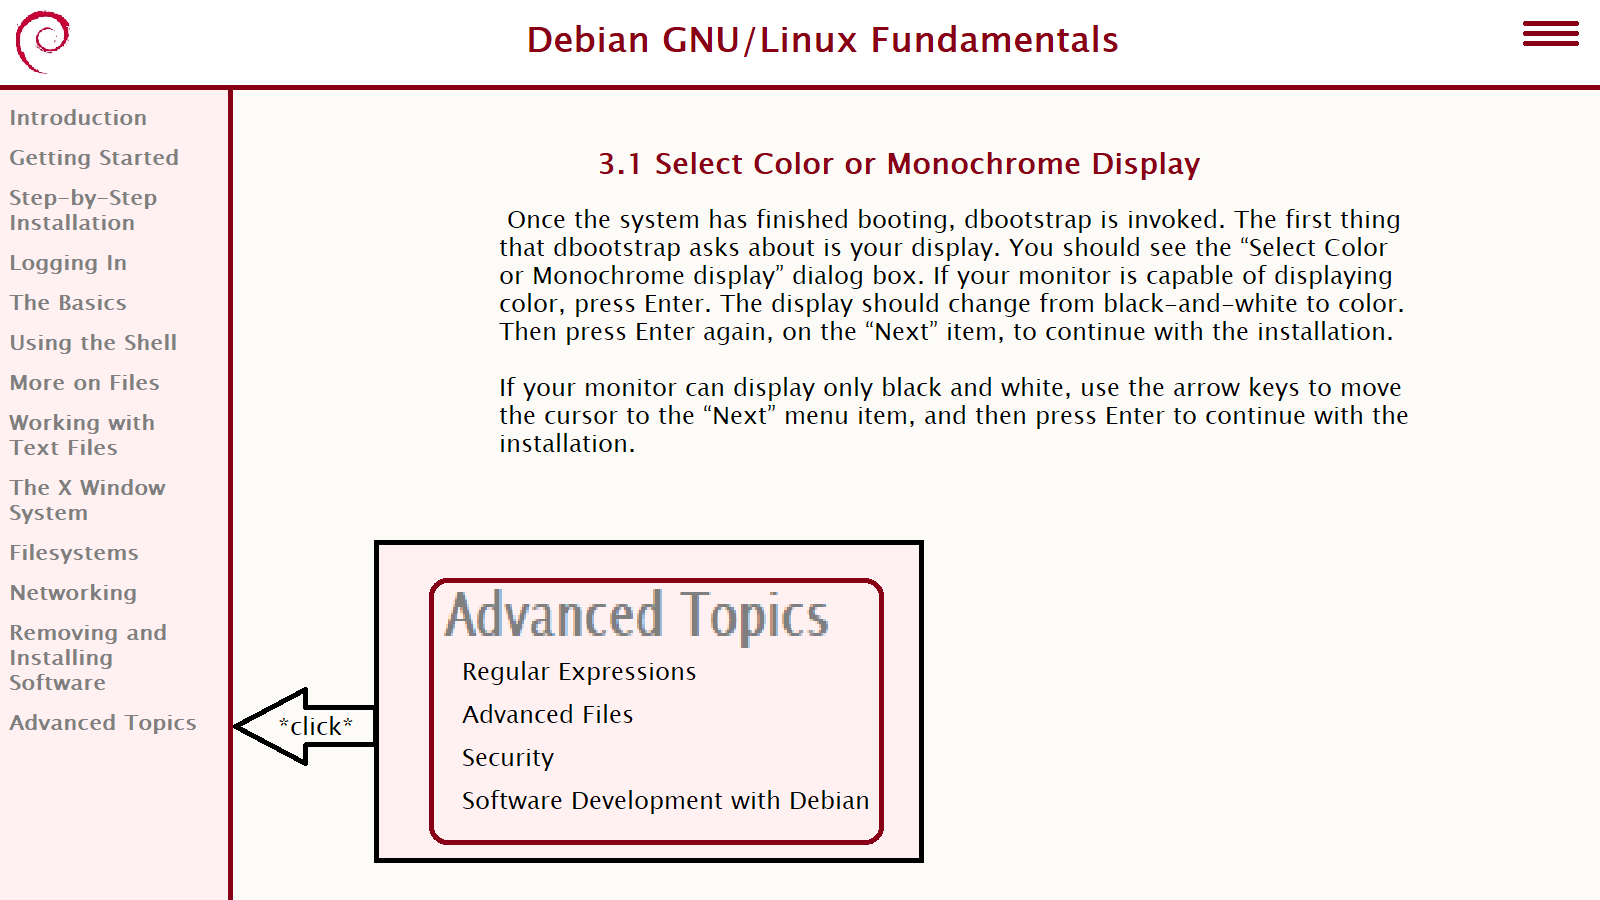 Debian GNU/Linux Fundamentals
Introduction
Getting Started
Step-by-Step
Installation
Logging In
The Basics
Using the Shell
More on Files
Working with
Text Files
The X Window
System
Filesystems
Networking
Removing and
Installing
Software
Advanced Topics
3.1 Select Color or Monochrome Display
Once the system has finished booting, dbootstrap is invoked. The first thing
that dbootstrap asks about is your display. You should see the “Select Color
or Monochrome display” dialog box. If your monitor is capable of displaying
color, press Enter. The display should change from black-and-white to color.
Then press Enter again, on the “Next” item, to continue with the installation.
If your monitor can display only black and white, use the arrow keys to move
the cursor to the “Next” menu item, and then press Enter to continue with the
installation.
*click*
Advanced Topics
Regular Expressions
Advanced Files
Security
Software Development with Debian